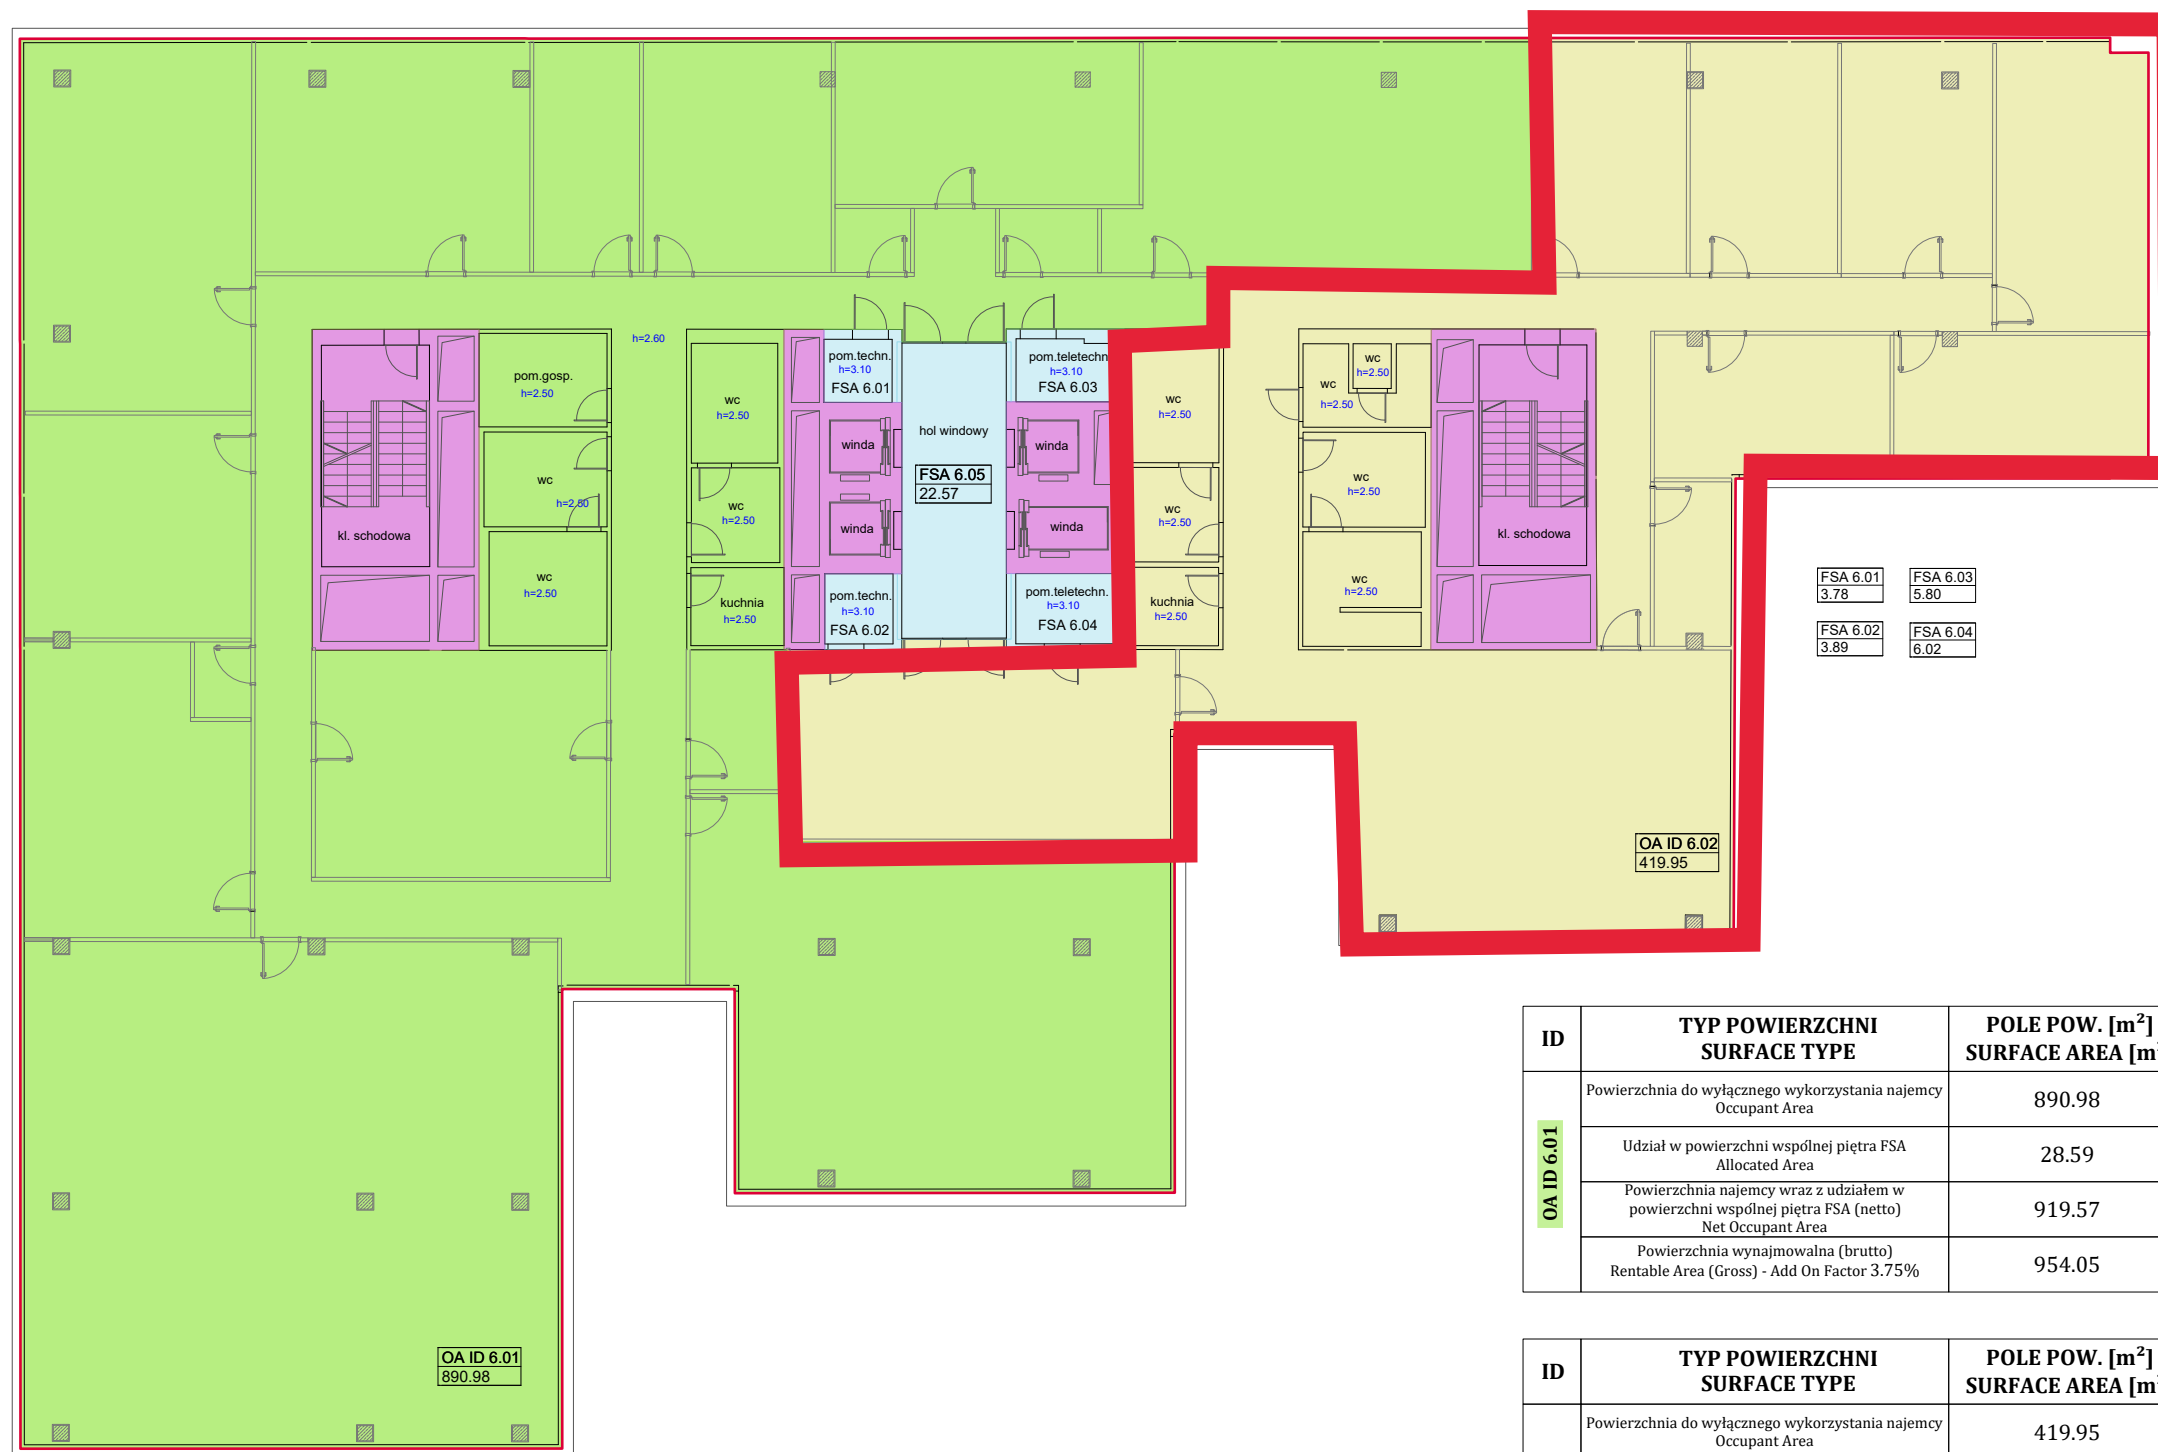 h=2.60
pom.gosp.
h=2.50
wc
h=2.50
wc
h=2.50
kl. schodowa
wc
h=2.50
wc
h=2.50
kuchnia
h=2.50
pom.techn.
h=3.10
FSA 6.01
winda
winda
pom.techn.
h=3.10
FSA 6.02
hol windowy
FSA 6.05
22.57
pom.teletechn
h=3.10
FSA 6.03
winda
winda
pom.teletechn.
h=3.10
FSA 6.04
wc
h=2.50
wc
h=2.50
kuchnia
h=2.50
wc
h=2.50
wc
h=2.50
wc
h=2.50
wc
h=2.50
kl. schodowa
FSA 6.01
3.78
FSA 6.03
5.80
FSA 6.02
3.89
FSA 6.04
6.02
OA ID 6.02
419.95
OA ID 6.01
890.98
ID
TYP POWIERZCHNI
SURFACE TYPE
POLE POW. [m²]
SURFACE AREA [m²
OA ID 6.01
Powierzchnia do wyłącznego wykorzystania najemcy
Occupant Area
890.98
Udział w powierzchni wspólnej piętra FSA
Allocated Area
28.59
Powierzchnia najemcy wraz z udziałem w
powierzchni wspólnej piętra FSA (netto)
Net Occupant Area
919.57
Powierzchnia wynajmowalna (brutto)
Rentable Area (Gross) - Add On Factor 3.75%
954.05
ID
TYP POWIERZCHNI
SURFACE TYPE
POLE POW. [m²]
SURFACE AREA [m²
Powierzchnia do wyłącznego wykorzystania najemcy
Occupant Area
419.95